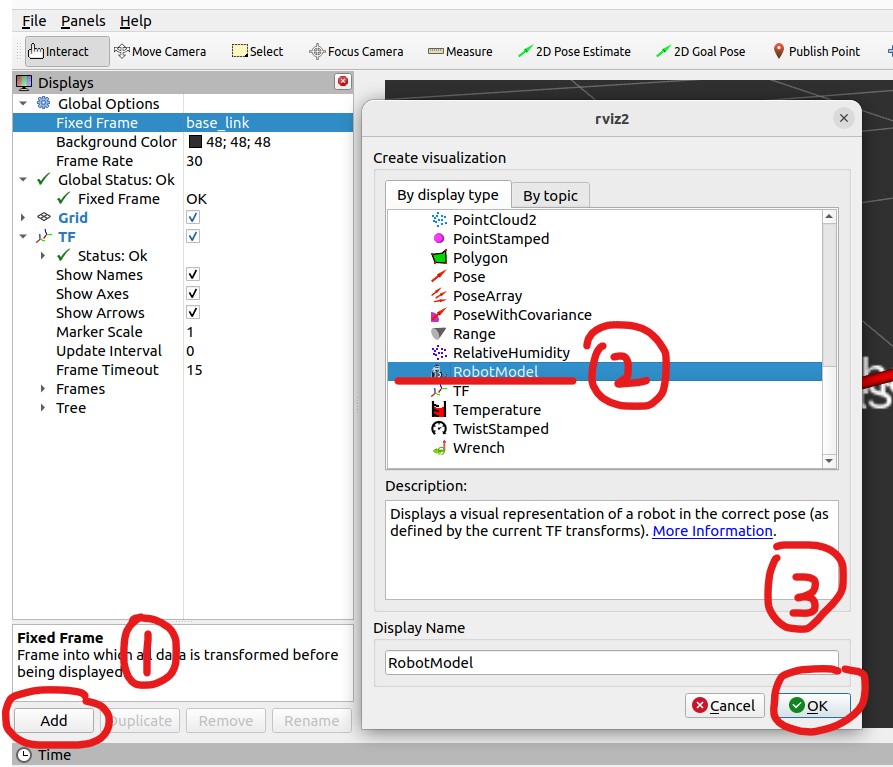 File Panels Help
Interact Move Camera Select Focus Camera Measure 2D Pose Estimate 2D Goal Pose Publish Point
Displays
Global Options
Fixed Frame base_link
Background Color 48; 48; 48
Frame Rate 30
Global Status: Ok
Fixed Frame OK
Grid
TF
Status: Ok
Show Names
Show Axes
Show Arrows
Marker Scale 1
Update Interval 0
Frame Timeout 15
Frames
Tree
Fixed Frame
Frame into which all data is transformed before
being displayed.
1
Add Duplicate Remove Rename
Time
rviz2
Create visualization
By display type By topic
PointCloud2
PointStamped
Polygon
Pose
PoseArray
PoseWithCovariance
Range
RelativeHumidity
RobotModel
2
TF
Temperature
TwistStamped
Wrench
Description:
Displays a visual representation of a robot in the correct pose (as
defined by the current TF transforms). More Information.
3
Display Name
RobotModel
Cancel OK